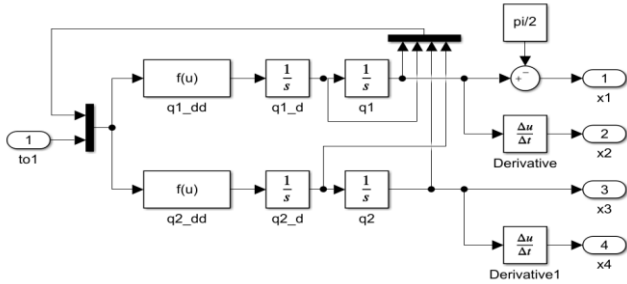 pi/2
f(u)
1/s
1/s
+ −
1
q1_dd
q1_d
q1
x1
1
to1
Δu/Δt
2
Derivative
x2
f(u)
1/s
1/s
3
q2_dd
q2_d
q2
x3
Δu/Δt
4
Derivative1
x4